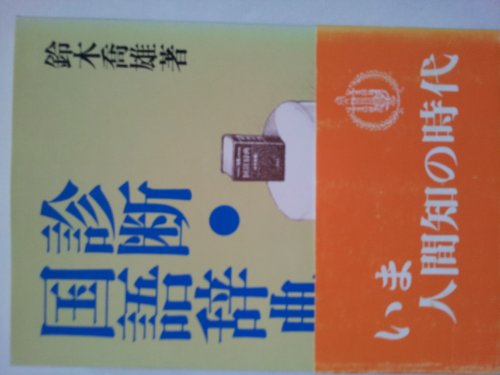 鈴木喬雄著
診断・
国語辞典
いま
人間知の時代